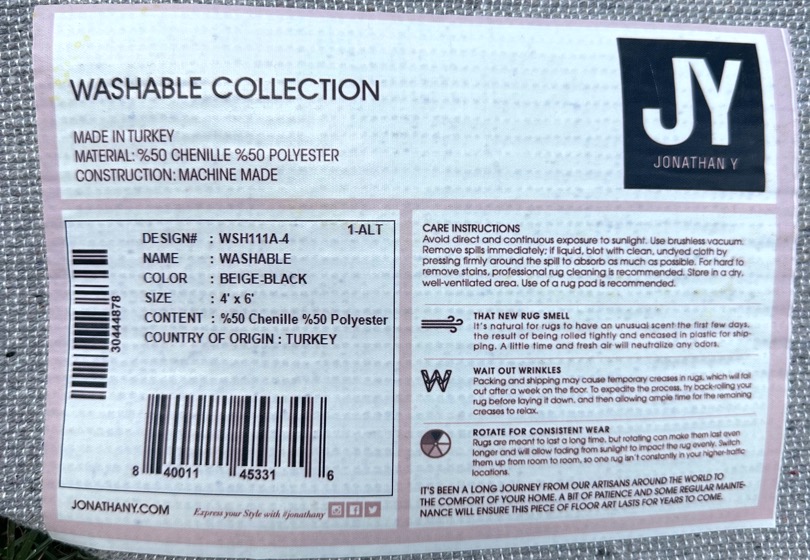 WASHABLE COLLECTION
MADE IN TURKEY
MATERIAL: %50 CHENILLE %50 POLYESTER
CONSTRUCTION: MACHINE MADE
JY
JONATHAN Y
1-ALT
DESIGN# : WSH111A-4
NAME : WASHABLE
COLOR : BEIGE-BLACK
SIZE : 4' x 6'
CONTENT : %50 Chenille %50 Polyester
COUNTRY OF ORIGIN : TURKEY
30444878
8 40011 45331 6
JONATHANY.COM
Express your Style with #jonathany
CARE INSTRUCTIONS
Avoid direct and continuous exposure to sunlight. Use brushless vacuum.
Remove spills immediately; if liquid, blot with clean, undyed cloth by
pressing firmly around the spill to absorb as much as possible. For hard to
remove stains, professional rug cleaning is recommended. Store in a dry,
well-ventilated area. Use of a rug pad is recommended.
THAT NEW RUG SMELL
It's natural for rugs to have an unusual scent the first few days,
the result of being rolled tightly and encased in plastic for ship-
ping. A little time and fresh air will neutralize any odors.
WAIT OUT WRINKLES
Packing and shipping may cause temporary creases in rugs, which will fall
out after a week on the floor. To expedite the process, try back-rolling your
rug before laying it down, and then allowing ample time for the remaining
creases to relax.
ROTATE FOR CONSISTENT WEAR
Rugs are meant to last a long time, but rotating can make them last even
longer and will allow fading from sunlight to impact the rug evenly. Switch
them up from room to room, so one rug isn't constantly in your higher-traffic
locations.
IT'S BEEN A LONG JOURNEY FROM OUR ARTISANS AROUND THE WORLD TO
THE COMFORT OF YOUR HOME. A BIT OF PATIENCE AND SOME REGULAR MAINTE-
NANCE WILL ENSURE THIS PIECE OF FLOOR ART LASTS FOR YEARS TO COME.